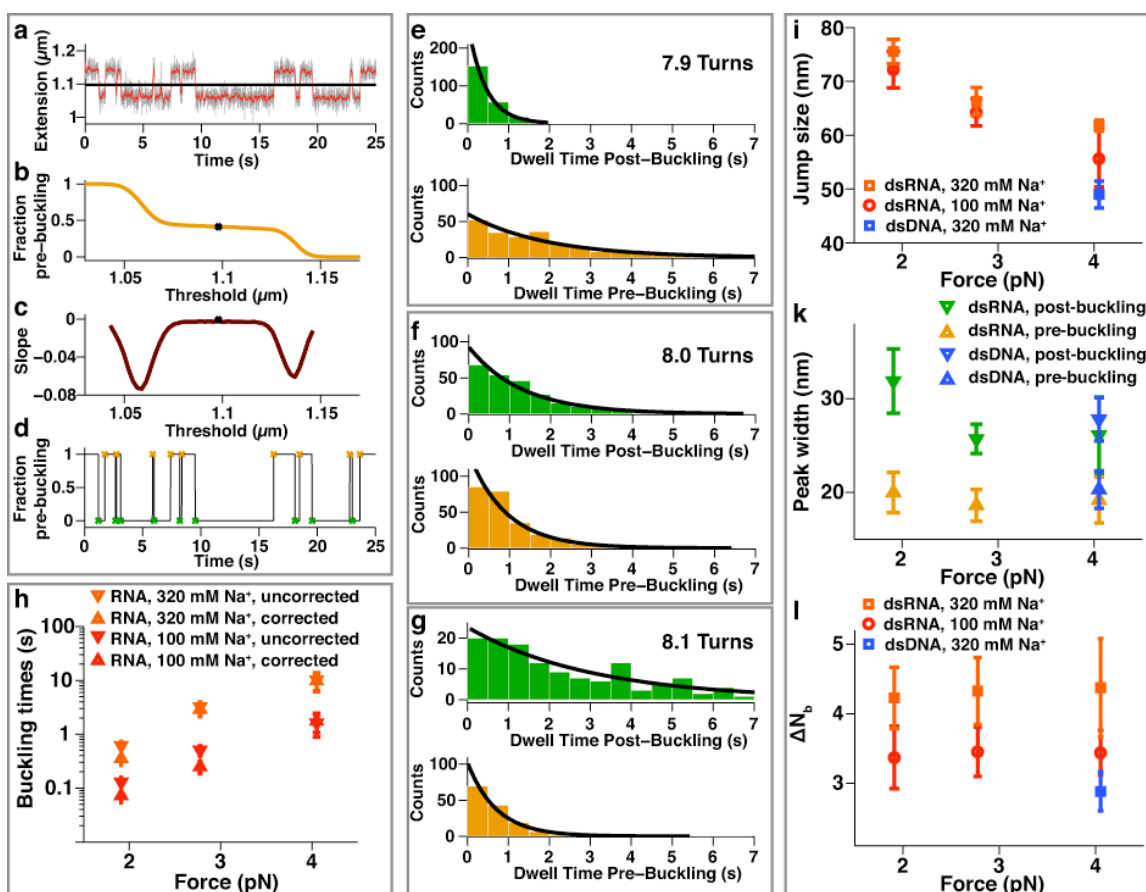 a
Extension (µm)
1.2
1.1
1
0 5 10 15 20 25
Time (s)
b
Fraction
pre-buckling
1
0.5
0
1.05 1.1 1.15
Threshold (µm)
c
Slope
0
−0.04
−0.08
1.05 1.1 1.15
Threshold (µm)
d
Fraction
pre-buckling
1
0.5
0
0 5 10 15 20 25
Time (s)
h
RNA, 320 mM Na⁺, uncorrected
RNA, 320 mM Na⁺, corrected
RNA, 100 mM Na⁺, uncorrected
RNA, 100 mM Na⁺, corrected
Buckling times (s)
100
10
1
0.1
2 3 4
Force (pN)
e
7.9 Turns
Counts
200
100
0
0 1 2 3 4 5 6 7
Dwell Time Post−Buckling (s)
Counts
100
50
0
0 1 2 3 4 5 6 7
Dwell Time Pre−Buckling (s)
f
8.0 Turns
Counts
100
50
0
0 1 2 3 4 5 6 7
Dwell Time Post−Buckling (s)
Counts
100
50
0
0 1 2 3 4 5 6 7
Dwell Time Pre−Buckling (s)
g
8.1 Turns
Counts
20
10
0
0 1 2 3 4 5 6 7
Dwell Time Post−Buckling (s)
Counts
100
50
0
0 1 2 3 4 5 6 7
Dwell Time Pre−Buckling (s)
i
Jump size (nm)
80
70
60
50
40
dsRNA, 320 mM Na⁺
dsRNA, 100 mM Na⁺
dsDNA, 320 mM Na⁺
2 3 4
Force (pN)
k
dsRNA, post-buckling
dsRNA, pre-buckling
dsDNA, post-buckling
dsDNA, pre-buckling
Peak width (nm)
30
20
2 3 4
Force (pN)
l
dsRNA, 320 mM Na⁺
dsRNA, 100 mM Na⁺
dsDNA, 320 mM Na⁺
ΔN_b
5
4
3
2 3 4
Force (pN)